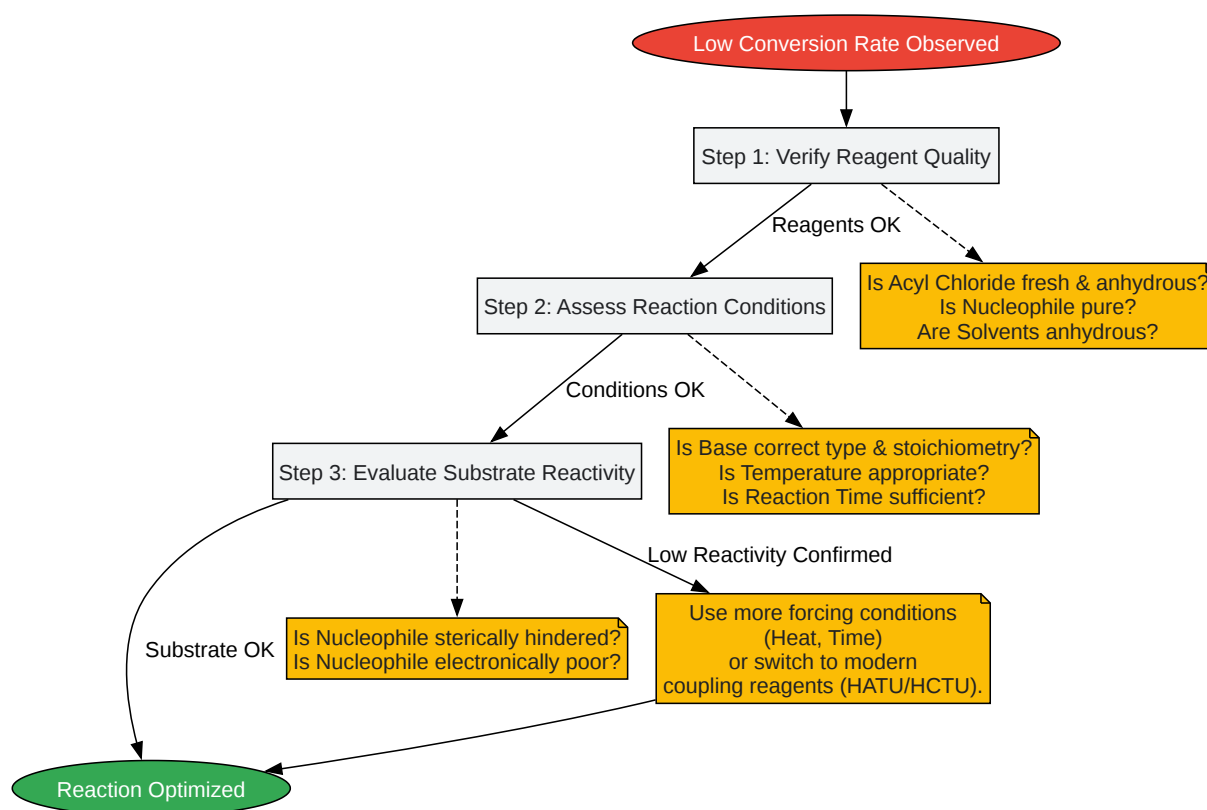 Low Conversion Rate Observed
Step 1: Verify Reagent Quality
Reagents OK
Is Acyl Chloride fresh & anhydrous?
Is Nucleophile pure?
Are Solvents anhydrous?
Step 2: Assess Reaction Conditions
Conditions OK
Is Base correct type & stoichiometry?
Is Temperature appropriate?
Is Reaction Time sufficient?
Step 3: Evaluate Substrate Reactivity
Low Reactivity Confirmed
Substrate OK
Is Nucleophile sterically hindered?
Is Nucleophile electronically poor?
Use more forcing conditions
(Heat, Time)
or switch to modern
coupling reagents (HATU/HCTU).
Reaction Optimized